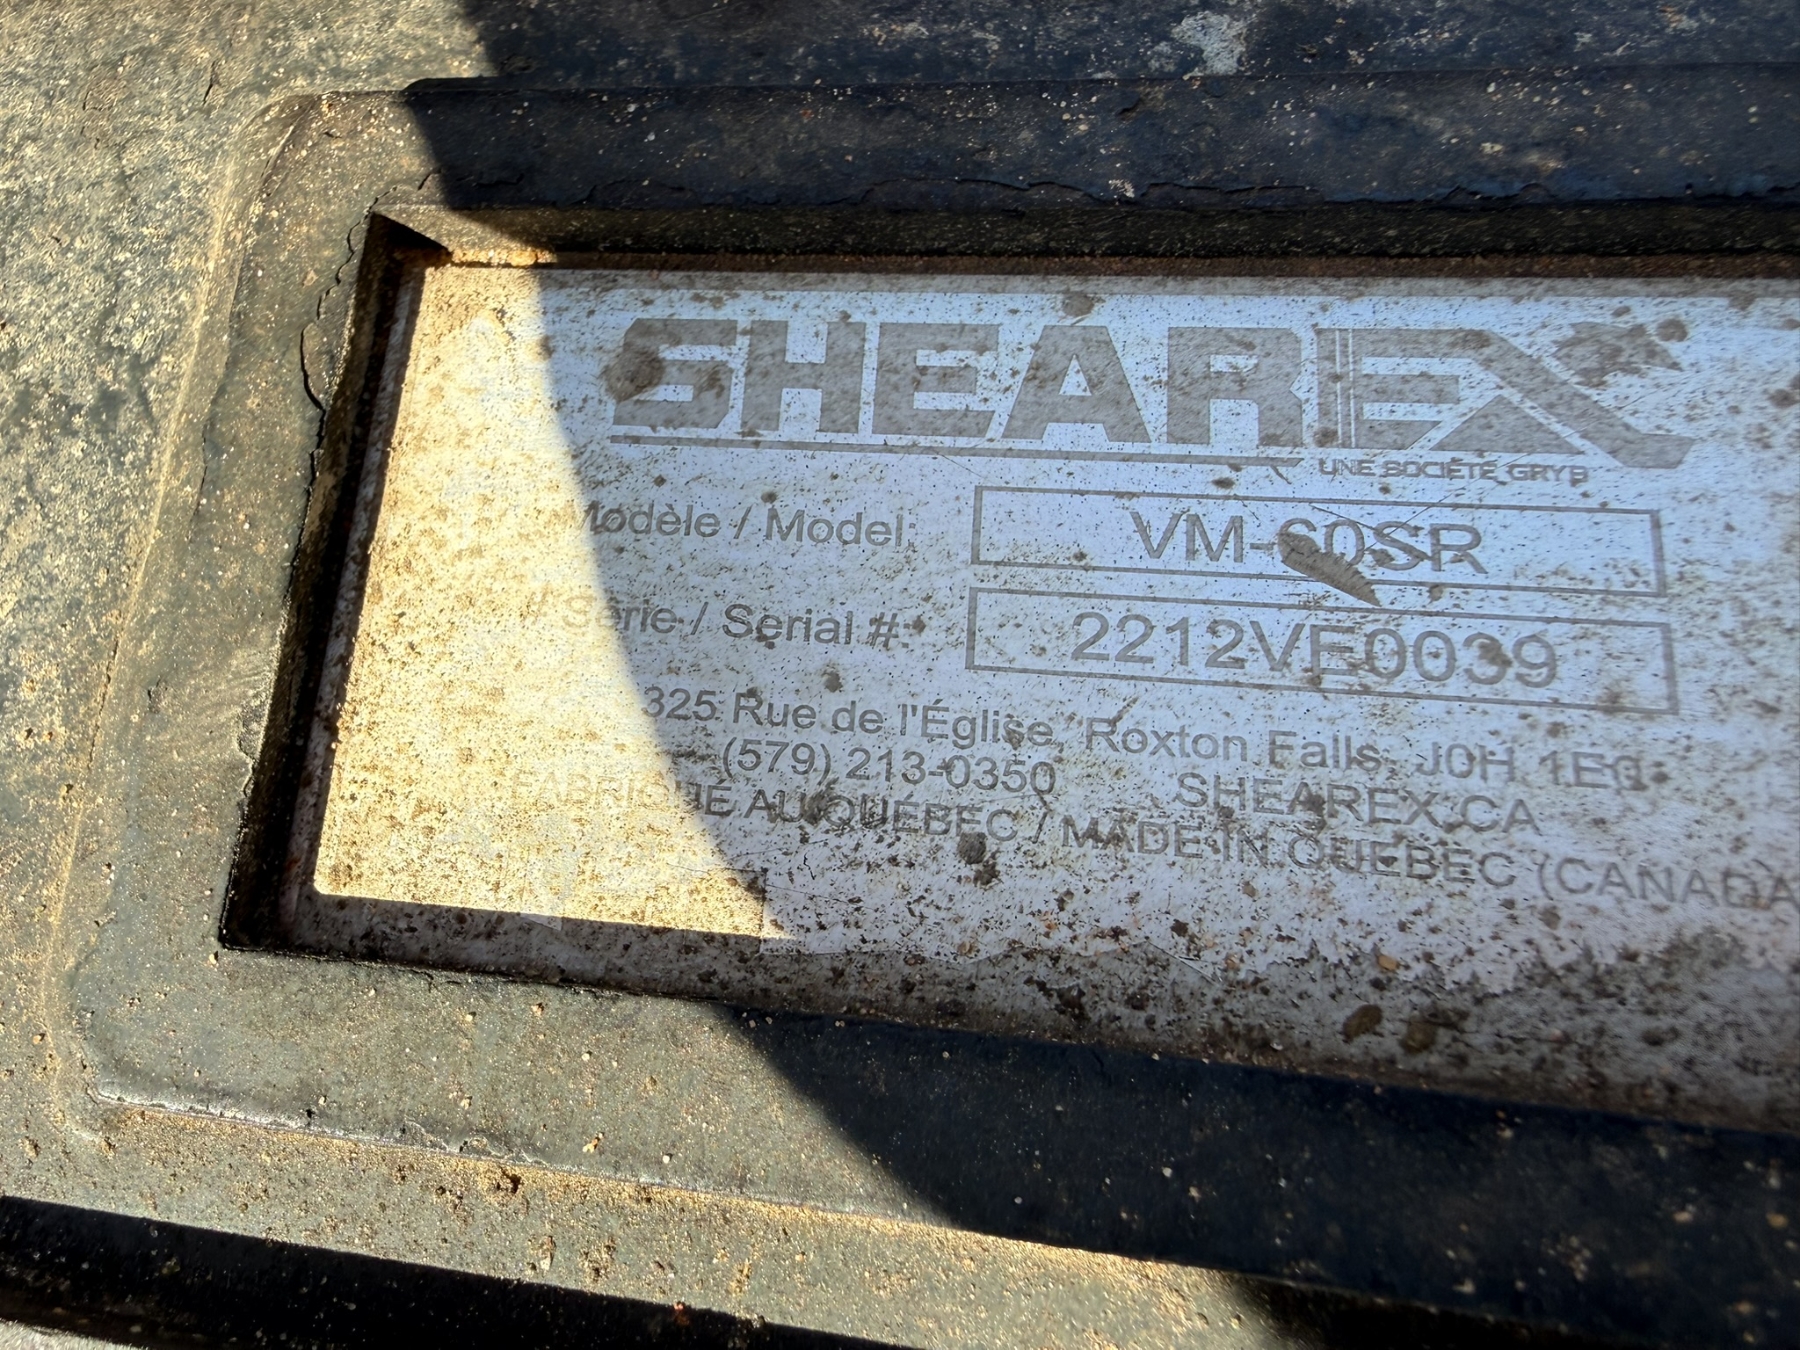 SHEAREX
UNE SOCIÉTÉ GRYB
Modèle / Model: VM-60SR
# Série / Serial #: 2212VE0039
325 Rue de l'Église, Roxton Falls, J0H 1E0
(579) 213-0350 SHEAREX.CA
FABRIQUÉ AU QUÉBEC / MADE IN QUEBEC (CANADA